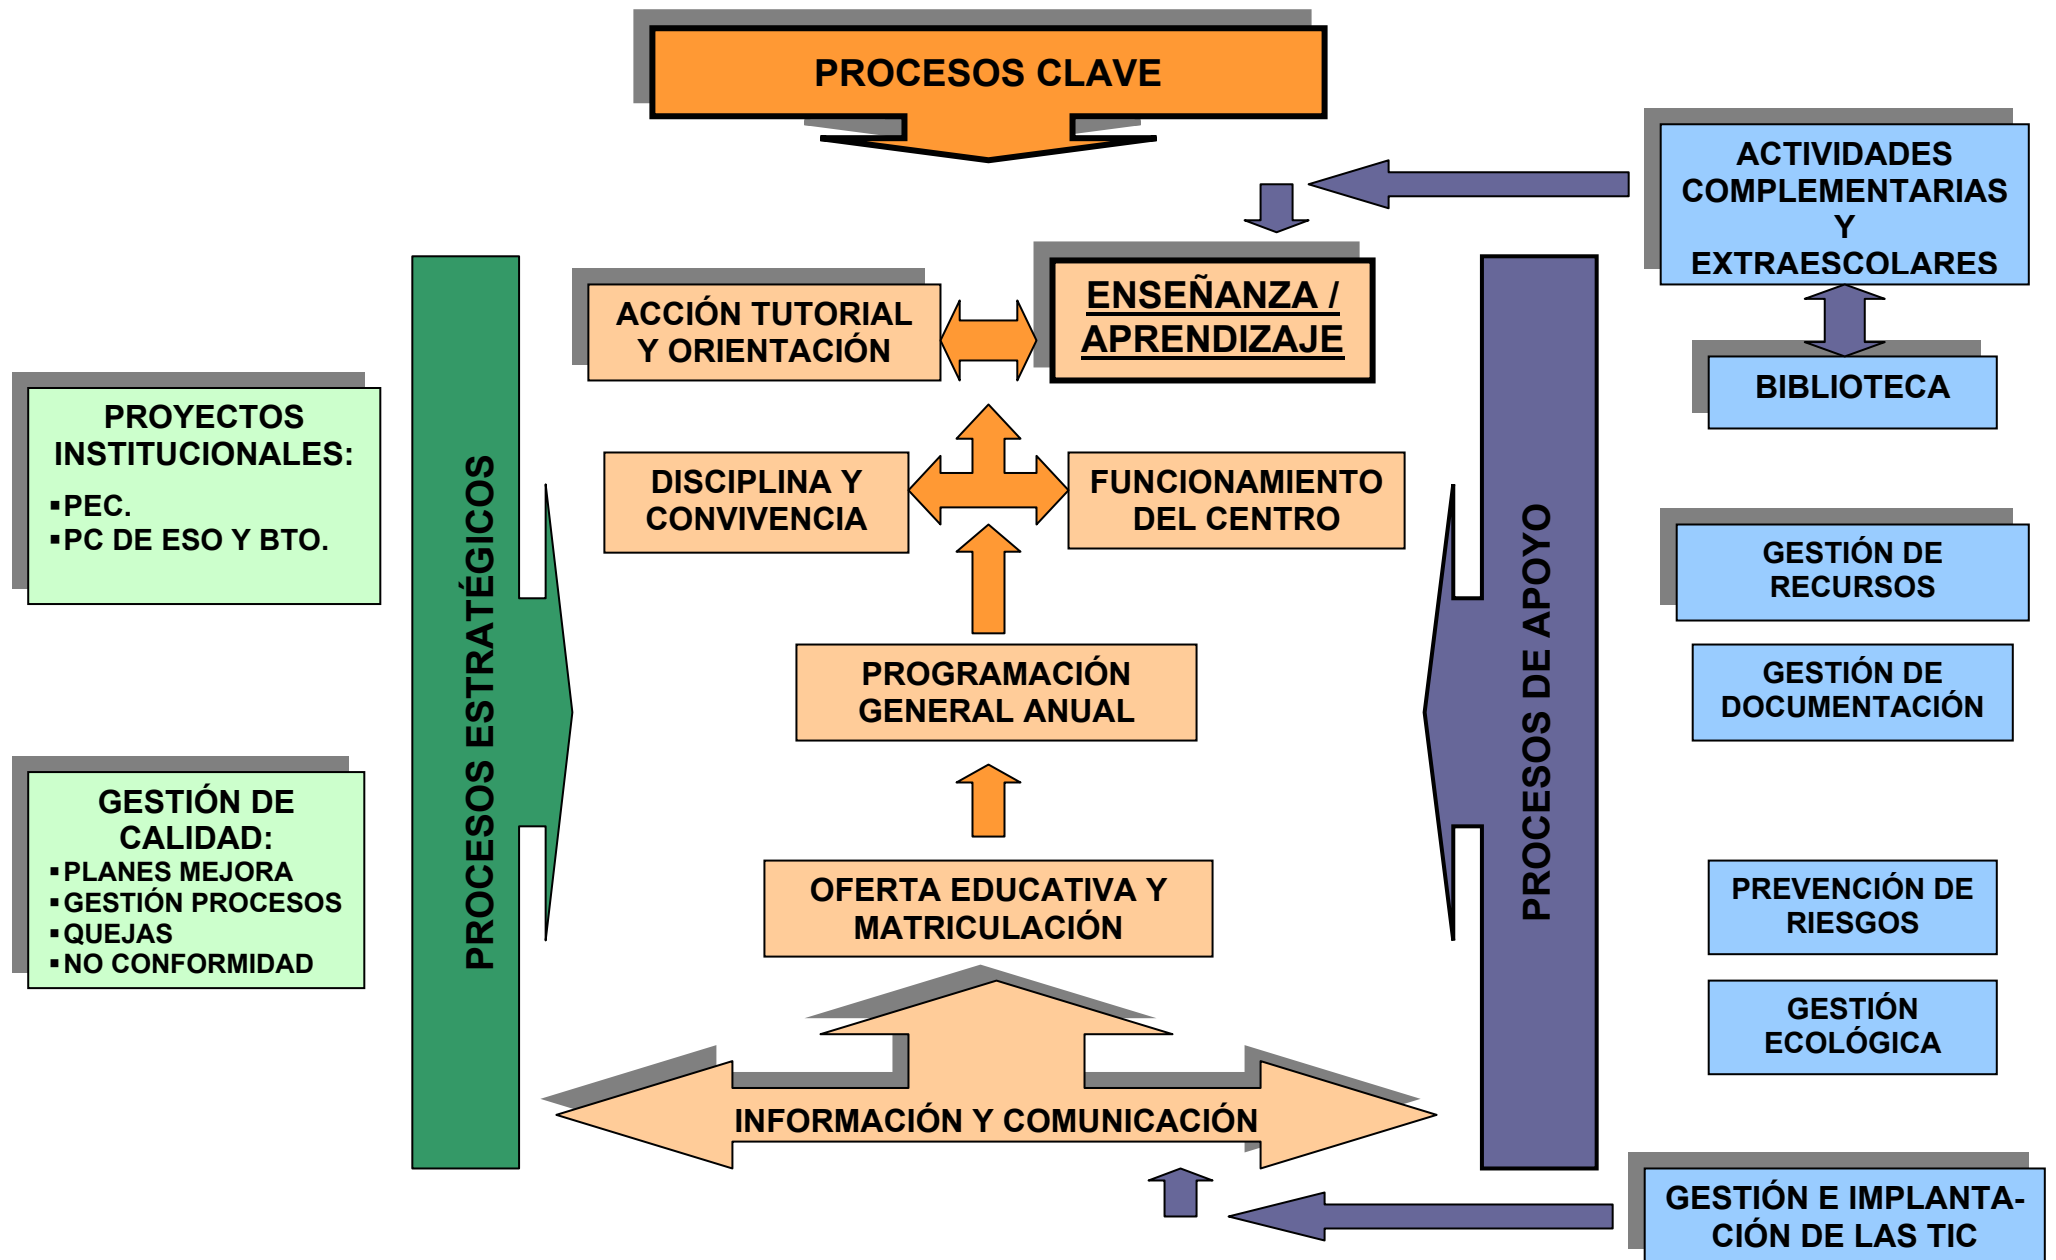 PROCESOS CLAVE
ACTIVIDADES
COMPLEMENTARIAS
Y
EXTRAESCOLARES
BIBLIOTECA
ACCIÓN TUTORIAL
Y ORIENTACIÓN
ENSEÑANZA /
APRENDIZAJE
PROYECTOS
INSTITUCIONALES:
▪PEC.
▪PC DE ESO Y BTO.
PROCESOS ESTRATÉGICOS
DISCIPLINA Y
CONVIVENCIA
FUNCIONAMIENTO
DEL CENTRO
PROCESOS DE APOYO
GESTIÓN DE
RECURSOS
PROGRAMACIÓN
GENERAL ANUAL
GESTIÓN DE
DOCUMENTACIÓN
GESTIÓN DE
CALIDAD:
▪PLANES MEJORA
▪GESTIÓN PROCESOS
▪QUEJAS
▪NO CONFORMIDAD
OFERTA EDUCATIVA Y
MATRICULACIÓN
PREVENCIÓN DE
RIESGOS
GESTIÓN
ECOLÓGICA
INFORMACIÓN Y COMUNICACIÓN
GESTIÓN E IMPLANTA-
CIÓN DE LAS TIC